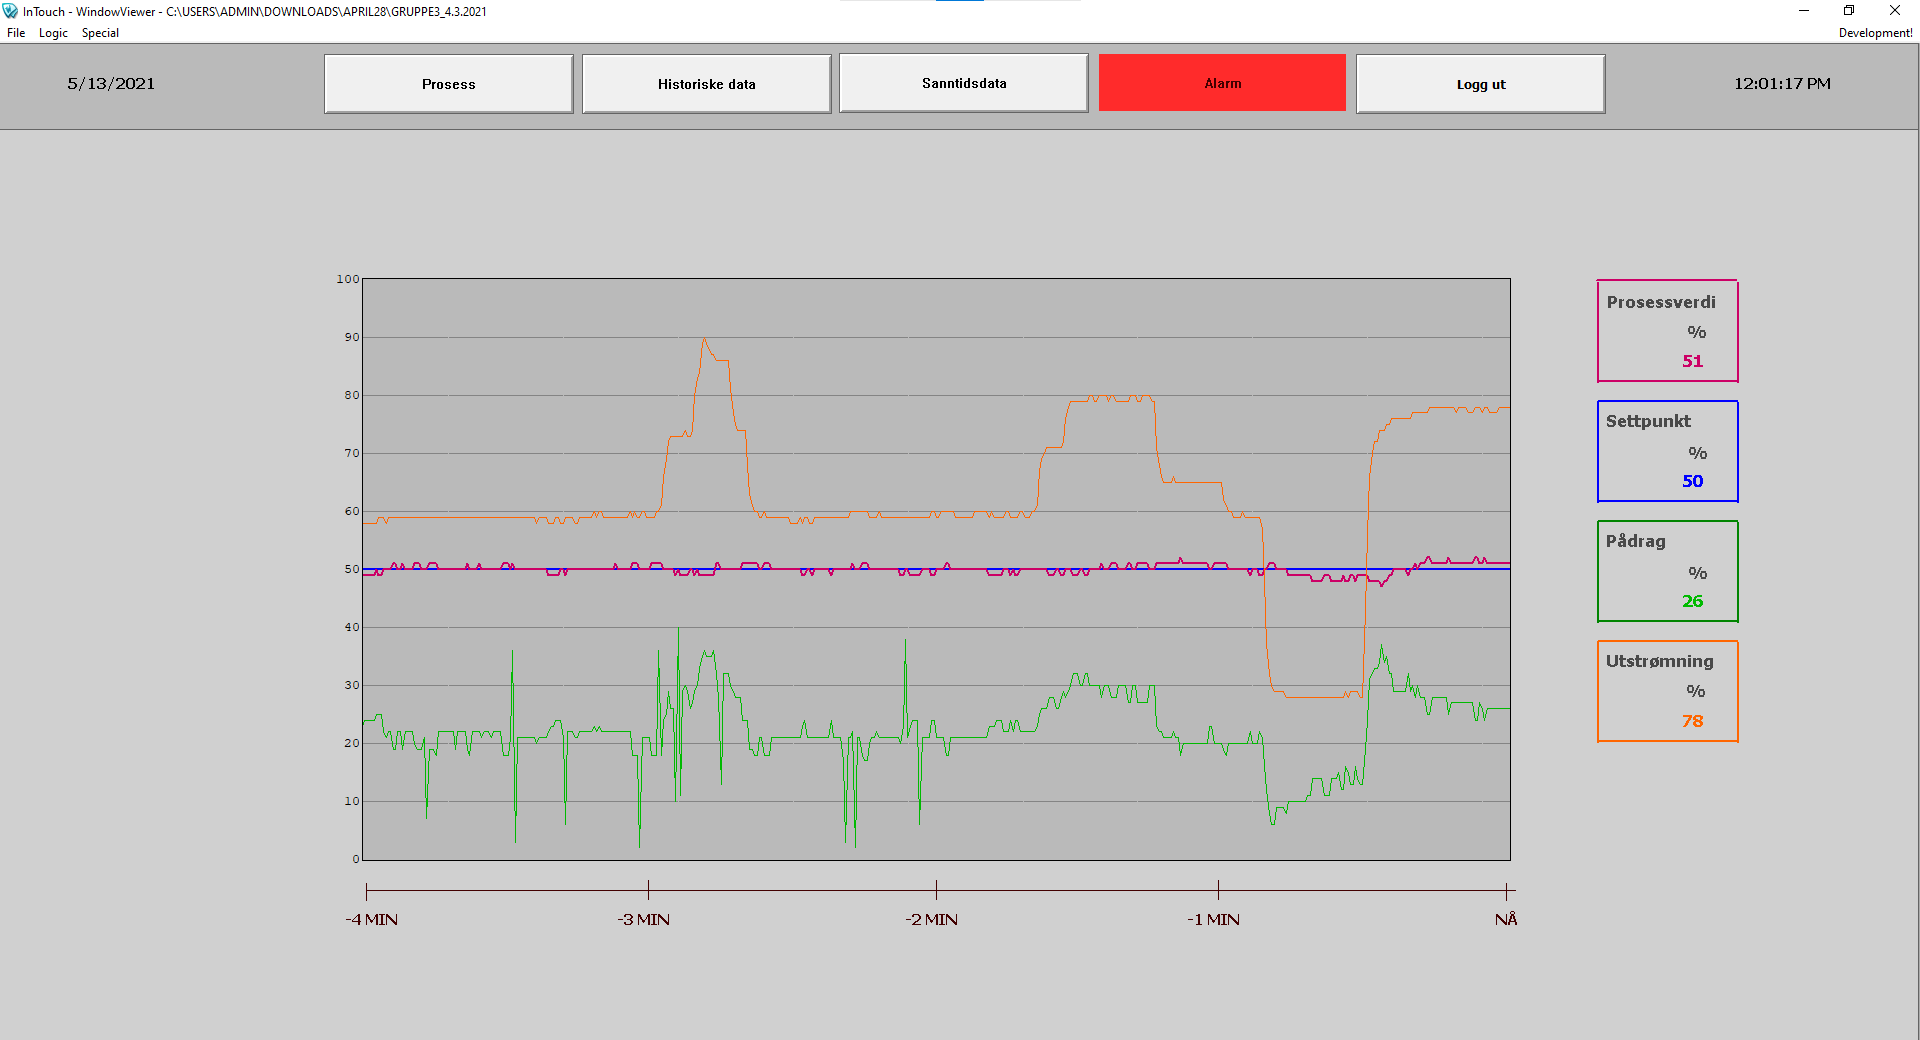 InTouch - WindowViewer - C:\USERS\ADMIN\DOWNLOADS\APRIL28\GRUPPE3_4.3.2021
File Logic Special Development!
5/13/2021 Prosess Historiske data Sanntidsdata Alarm Logg ut 12:01:17 PM
100
90
80
70
60
50
40
30
20
10
0
-4 MIN -3 MIN -2 MIN -1 MIN NÅ
Prosessverdi
%
51
Settpunkt
%
50
Pådrag
%
26
Utstrømning
%
78